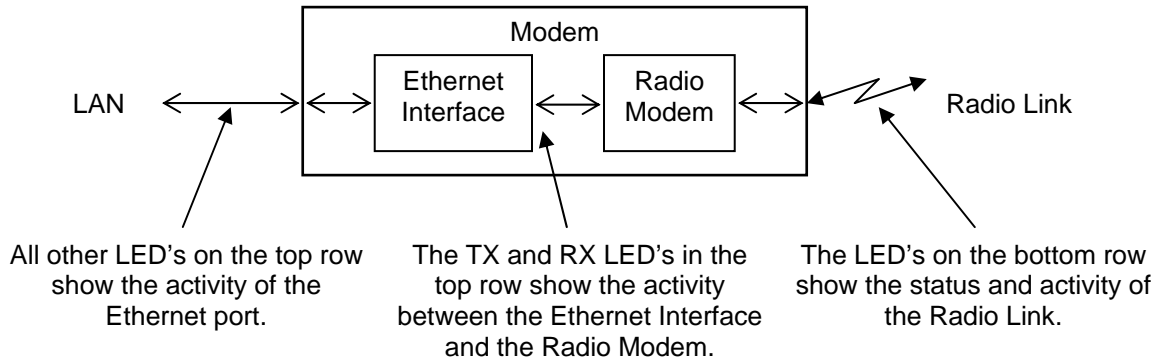 Modem
LAN
Ethernet
Interface
Radio
Modem
Radio Link
All other LED's on the top row
show the activity of the
Ethernet port.
The TX and RX LED's in the
top row show the activity
between the Ethernet Interface
and the Radio Modem.
The LED's on the bottom row
show the status and activity of
the Radio Link.